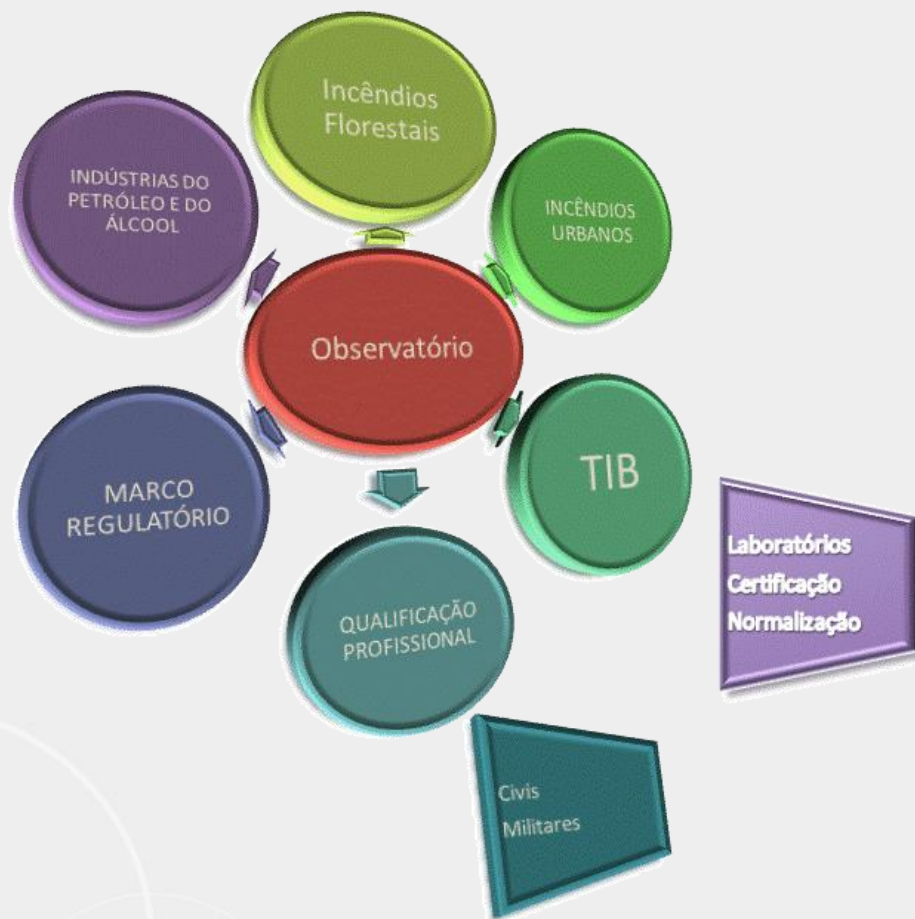 Incêndios
Florestais
INDÚSTRIAS DO
PETRÓLEO E DO
ÁLCOOL
INCÊNDIOS
URBANOS
Observatório
MARCO
REGULATÓRIO
TIB
QUALIFICAÇÃO
PROFISSIONAL
Laboratórios
Certificação
Normalização
Civis
Militares